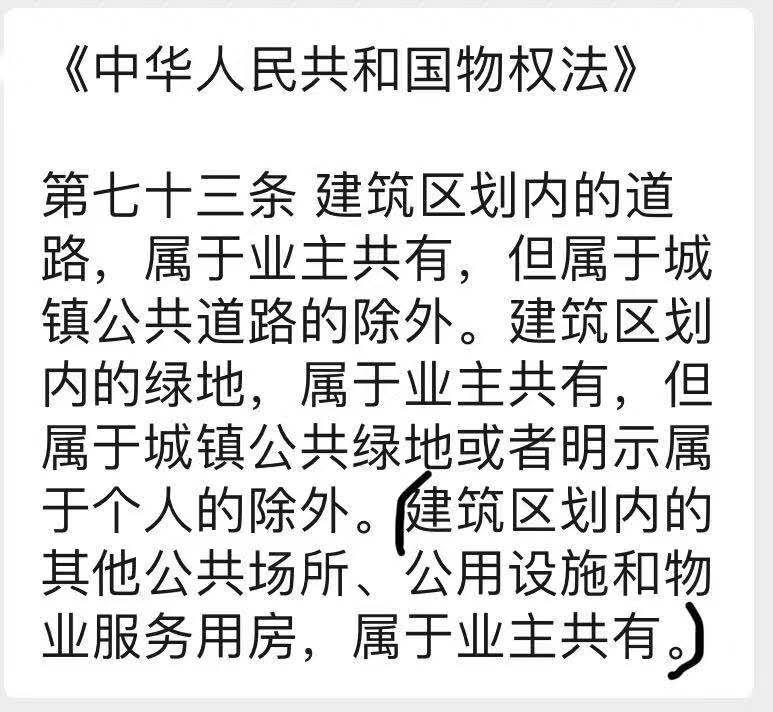 《中华人民共和国物权法》
第七十三条 建筑区划内的道
路，属于业主共有，但属于城
镇公共道路的除外。建筑区划
内的绿地，属于业主共有，但
属于城镇公共绿地或者明示属
于个人的除外。(建筑区划内的
其他公共场所、公用设施和物
业服务用房，属于业主共有。)